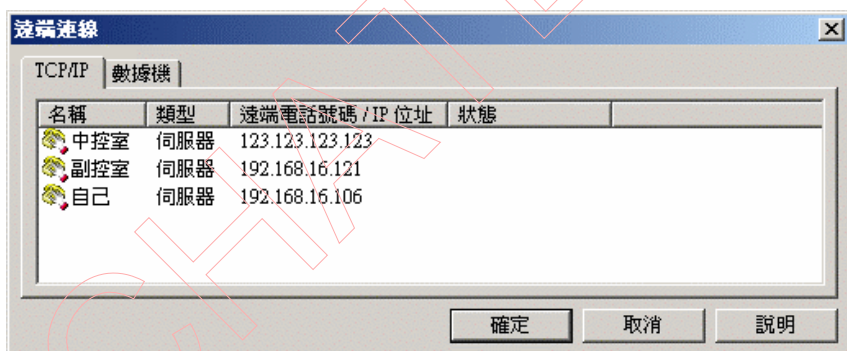 遠端連線
TCP/IP 數據機
名稱 類型 遠端電話號碼 / IP 位址 狀態
中控室 伺服器 123.123.123.123
副控室 伺服器 192.168.16.121
自己 伺服器 192.168.16.106
確定 取消 說明